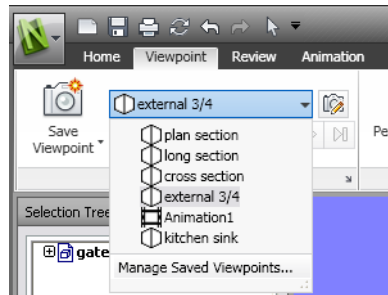 Home Viewpoint Review Animation
external 3/4
Save
Viewpoint
plan section
long section
cross section
external 3/4
Animation1
kitchen sink
Manage Saved Viewpoints...
Pe
Selection Tree
gate